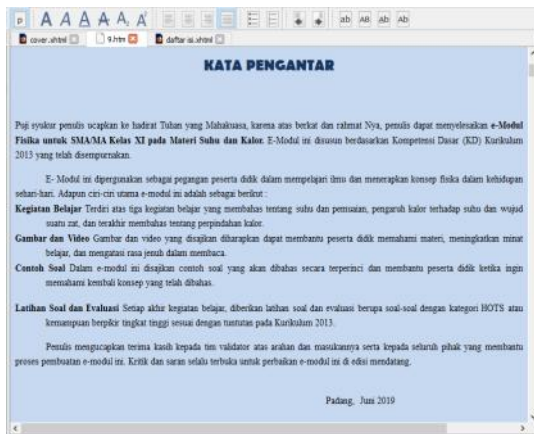 p A A A A A, A'
ab AB Ab Ab
cover.xhtml 9.htm daftar isi.xhtml
KATA PENGANTAR
Puji syukur penulis ucapkan ke hadirat Tuhan yang Mahakuasa, karena atas berkat dan rahmat Nya, penulis dapat menyelesaikan e-Modul
Fisika untuk SMA/MA Kelas XI pada Materi Suhu dan Kalor. E-Modul ini disusun berdasarkan Kompetensi Dasar (KD) Kurikulum
2013 yang telah disempurnakan.
E- Modul ini dipergunakan sebagai pegangan peserta didik dalam mempelajari ilmu dan menerapkan konsep fisika dalam kehidupan
sehari-hari. Adapun ciri-ciri utama e-modul ini adalah sebagai berikut :
Kegiatan Belajar Terdiri atas tiga kegiatan belajar yang membahas tentang suhu dan pemuaian, pengaruh kalor terhadap suhu dan wujud
suatu zat, dan terakhir membahas tentang perpindahan kalor.
Gambar dan Video Gambar dan video yang disajikan diharapkan dapat membantu peserta didik memahami materi, meningkatkan minat
belajar, dan mengatasi rasa jenuh dalam membaca.
Contoh Soal Dalam e-modul ini disajikan contoh soal yang akan dibahas secara terperinci dan membantu peserta didik ketika ingin
memahami kembali konsep yang telah dibahas.
Latihan Soal dan Evaluasi Setiap akhir kegiatan belajar, diberikan latihan soal dan evaluasi berupa soal-soal dengan kategori HOTS atau
kemampuan berpikir tingkat tinggi sesuai dengan tuntutan pada Kurikulum 2013.
Penulis mengucapkan terima kasih kepada tim validator atas arahan dan masukannya serta kepada seluruh pihak yang membantu
proses pembuatan e-modul ini. Kritik dan saran selalu terbuka untuk perbaikan e-modul ini di edisi mendatang.
Padang, Juni 2019